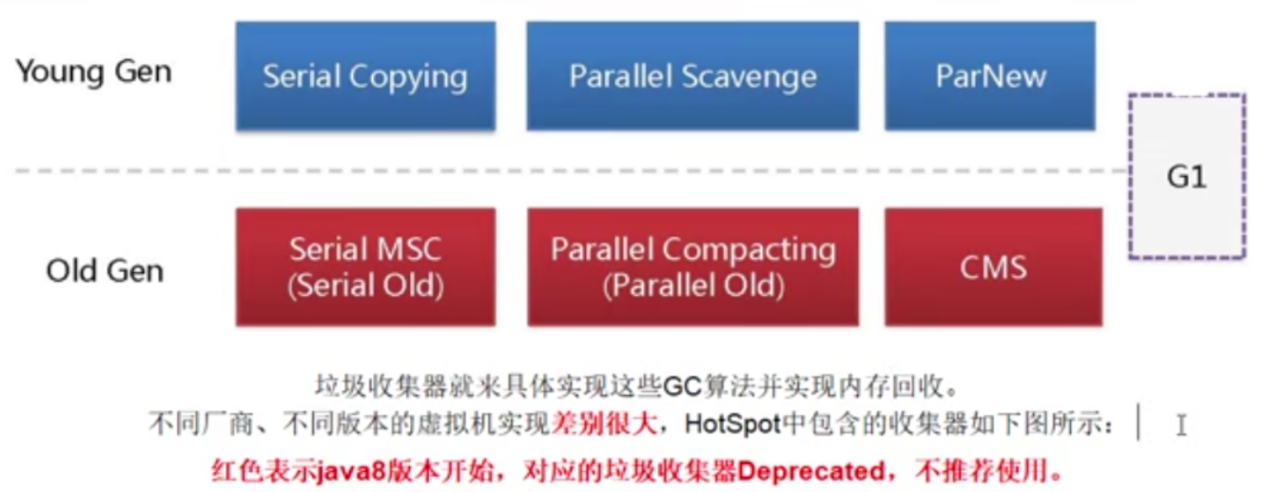 Young Gen
Serial Copying
Parallel Scavenge
ParNew
G1
Old Gen
Serial MSC
(Serial Old)
Parallel Compacting
(Parallel Old)
CMS
垃圾收集器就来具体实现这些GC算法并实现内存回收。
不同厂商、不同版本的虚拟机实现差别很大，HotSpot中包含的收集器如下图所示：
红色表示java8版本开始，对应的垃圾收集器Deprecated，不推荐使用。